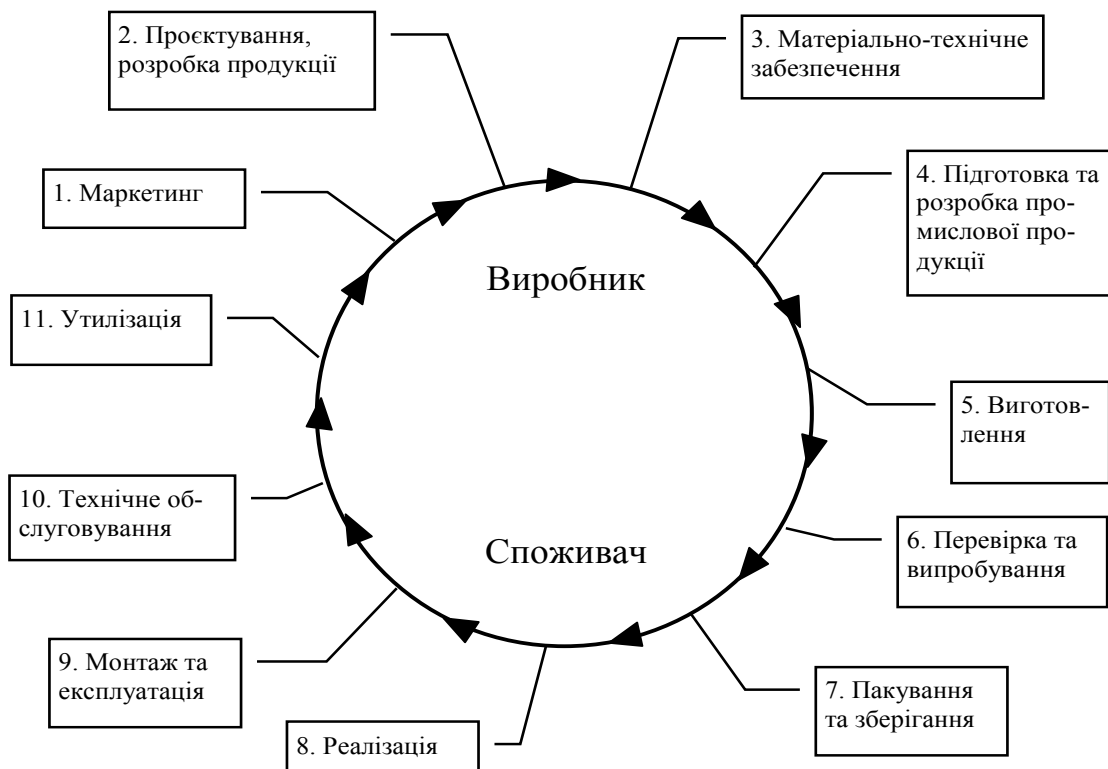 2. Проєктування,
розробка продукції
3. Матеріально-технічне
забезпечення
1. Маркетинг
4. Підготовка та
розробка про-
мислової про-
дукції
Виробник
11. Утилізація
5. Виготов-
лення
10. Технічне об-
слуговування
Споживач
6. Перевірка та
випробування
9. Монтаж та
експлуатація
7. Пакування
та зберігання
8. Реалізація